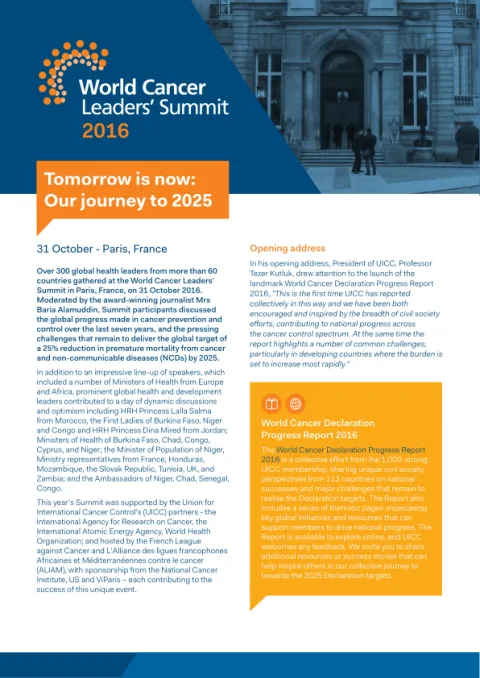 World Cancer
Leaders' Summit
2016
Tomorrow is now:
Our journey to 2025
31 October - Paris, France
Over 300 global health leaders from more than 60
countries gathered at the World Cancer Leaders'
Summit in Paris, France, on 31 October 2016.
Moderated by the award-winning journalist Mrs
Baria Alamuddin, Summit participants discussed
the global progress made in cancer prevention and
control over the last seven years, and the pressing
challenges that remain to deliver the global target of
a 25% reduction in premature mortality from cancer
and non-communicable diseases (NCDs) by 2025.
In addition to an impressive line-up of speakers, which
included a number of Ministers of Health from Europe
and Africa, prominent global health and development
leaders contributed to a day of dynamic discussions
and optimism including HRH Princess Lalla Salma
from Morocco, the First Ladies of Burkina Faso, Niger
and Congo and HRH Princess Dina Mired from Jordan;
Ministers of Health of Burkina Faso, Chad, Congo,
Cyprus, and Niger; the Minister of Population of Niger,
Ministry representatives from France, Honduras,
Mozambique, the Slovak Republic, Tunisia, UK, and
Zambia; and the Ambassadors of Niger, Chad, Senegal,
Congo.
This year's Summit was supported by the Union for
International Cancer Control's (UICC) partners - the
International Agency for Research on Cancer, the
International Atomic Energy Agency, World Health
Organization; and hosted by the French League
against Cancer and L'Alliance des ligues francophones
Africaines et Méditerranéennes contre le cancer
(ALIAM), with sponsorship from the National Cancer
Institute, US and ViParis – each contributing to the
success of this unique event.
Opening address
In his opening address, President of UICC, Professor
Tezer Kutluk, drew attention to the launch of the
landmark World Cancer Declaration Progress Report
2016, "This is the first time UICC has reported
collectively in this way and we have been both
encouraged and inspired by the breadth of civil society
efforts, contributing to national progress across
the cancer control spectrum. At the same time the
report highlights a number of common challenges,
particularly in developing countries where the burden is
set to increase most rapidly."
World Cancer Declaration
Progress Report 2016
The World Cancer Declaration Progress Report
2016 is a collective effort from the 1,000-strong
UICC membership, sharing unique civil society
perspectives from 113 countries on national
successes and major challenges that remain to
realise the Declaration targets. The Report also
includes a series of thematic pages showcasing
key global initiatives and resources that can
support members to drive national progress. The
Report is available to explore online, and UICC
welcomes any feedback. We invite you to share
additional resources or success stories that can
help inspire others in our collective journey to
towards the 2025 Declaration targets.